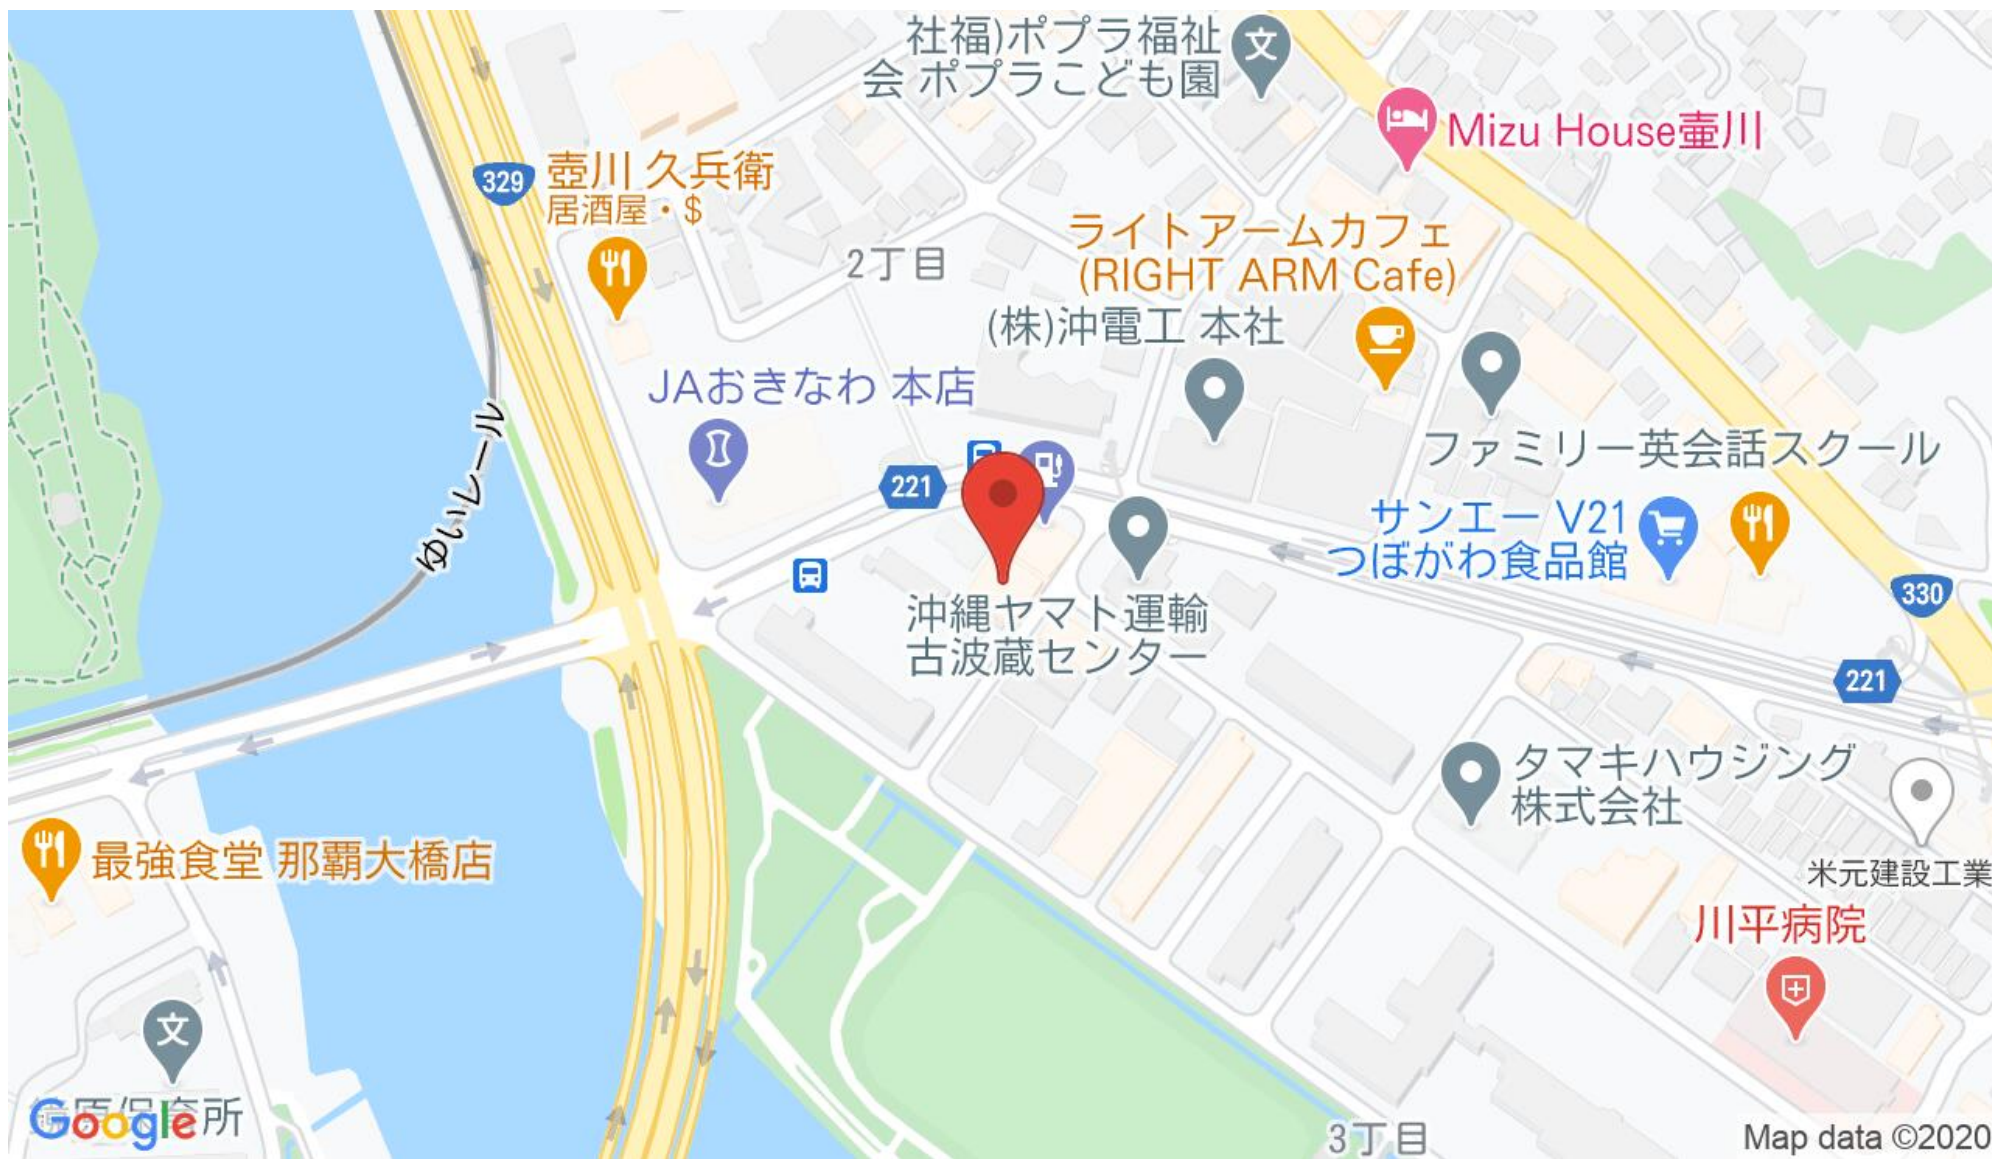 社福)ポプラ福祉
会 ポプラこども園
Mizu House壷川
329
壺川 久兵衛
居酒屋・$
2丁目
ライトアームカフェ
(RIGHT ARM Cafe)
(株)沖電工 本社
JAおきなわ 本店
ゆいレール
221
ファミリー英会話スクール
サンエー V21
つぼがわ食品館
330
沖縄ヤマト運輸
古波蔵センター
221
タマキハウジング
株式会社
米元建設工業
最強食堂 那覇大橋店
川平病院
文
文
Google
所
3丁目
Map data ©2020